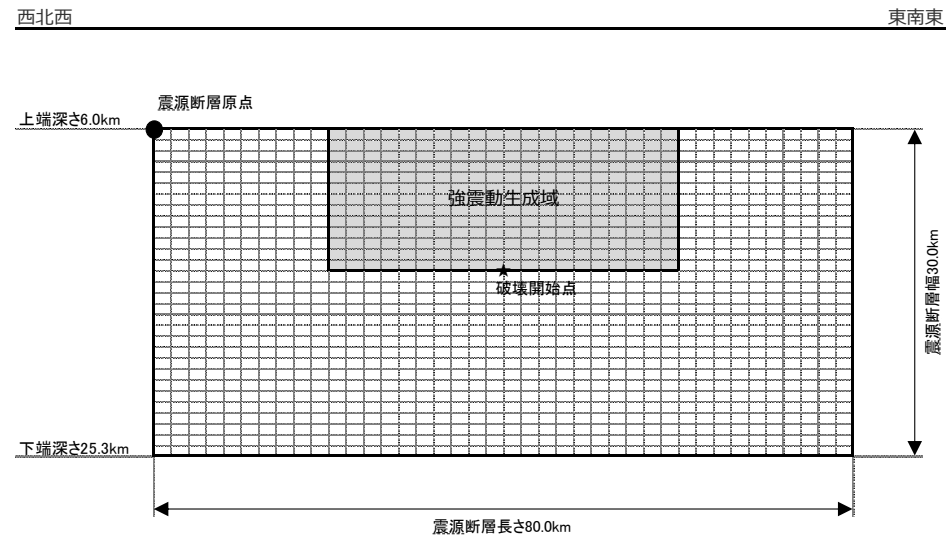 西北西
東南東
震源断層原点
上端深さ6.0km
強震動生成域
破壊開始点
震源断層幅30.0km
下端深さ25.3km
震源断層長さ80.0km